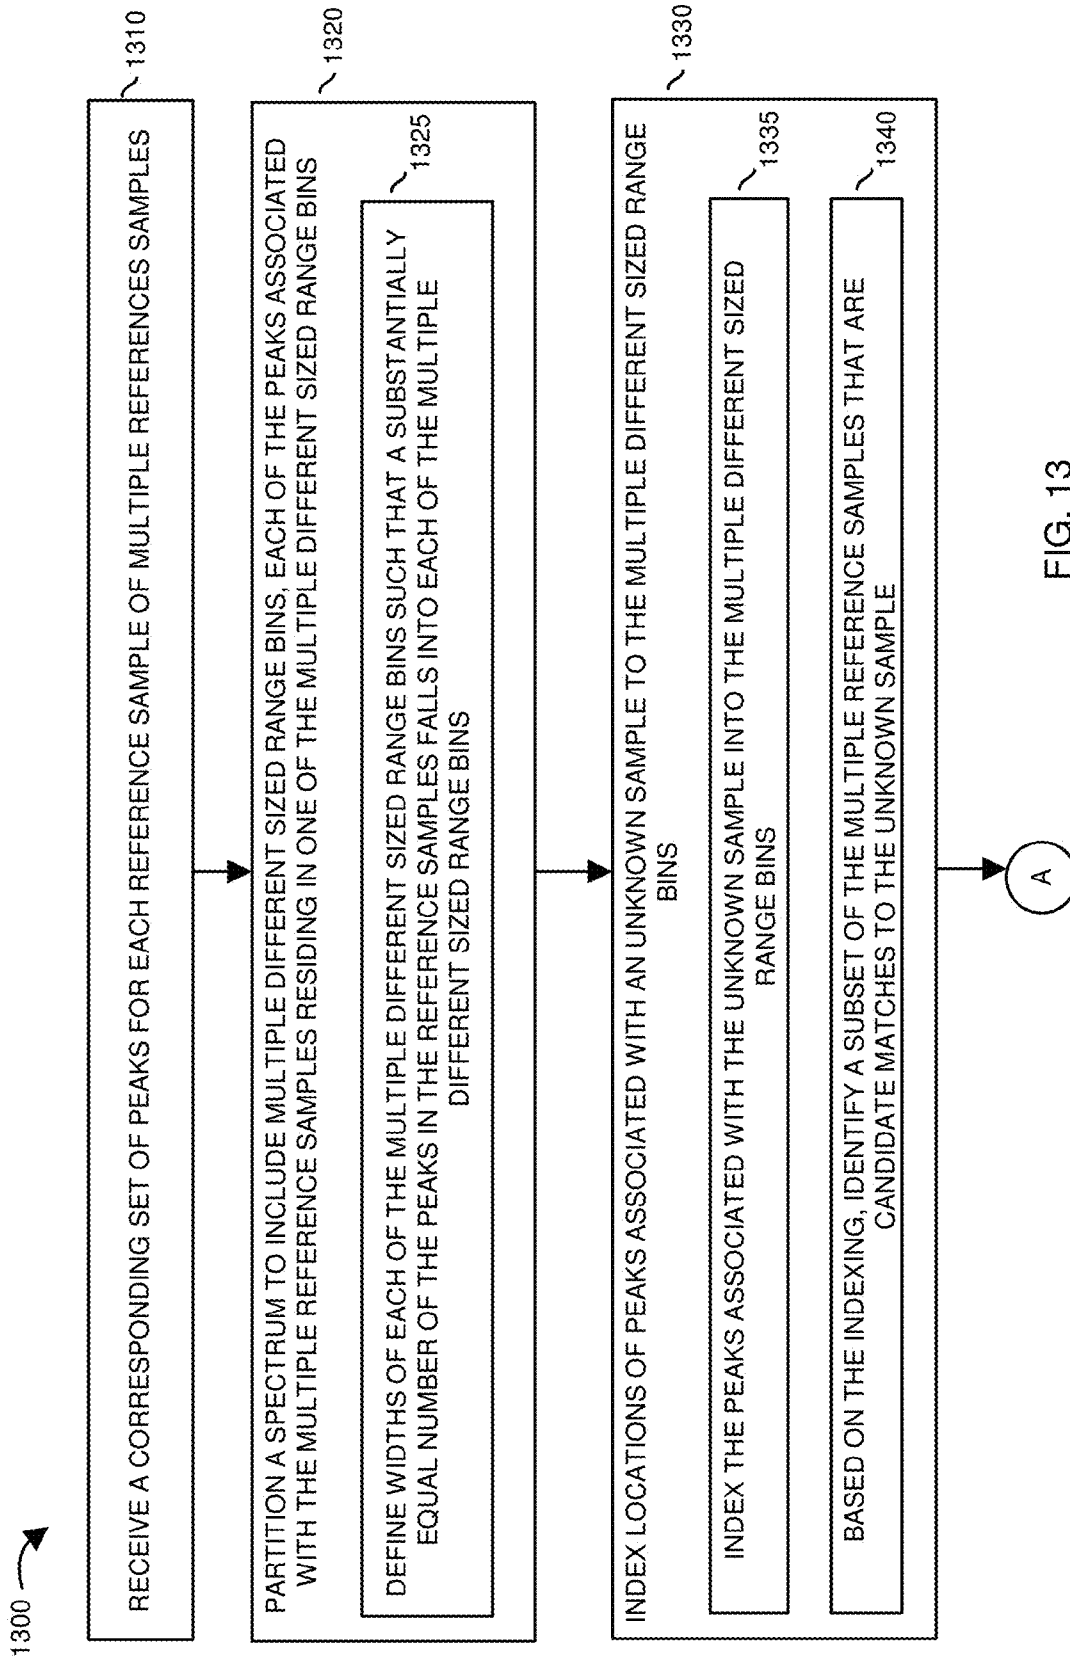 1300
RECEIVE A CORRESPONDING SET OF PEAKS FOR EACH REFERENCE SAMPLE OF MULTIPLE REFERENCES SAMPLES
1310
PARTITION A SPECTRUM TO INCLUDE MULTIPLE DIFFERENT SIZED RANGE BINS, EACH OF THE PEAKS ASSOCIATED
WITH THE MULTIPLE REFERENCE SAMPLES RESIDING IN ONE OF THE MULTIPLE DIFFERENT SIZED RANGE BINS
1320
DEFINE WIDTHS OF EACH OF THE MULTIPLE DIFFERENT SIZED RANGE BINS SUCH THAT A SUBSTANTIALLY
EQUAL NUMBER OF THE PEAKS IN THE REFERENCE SAMPLES FALLS INTO EACH OF THE MULTIPLE
DIFFERENT SIZED RANGE BINS
1325
INDEX LOCATIONS OF PEAKS ASSOCIATED WITH AN UNKNOWN SAMPLE TO THE MULTIPLE DIFFERENT SIZED RANGE
BINS
1330
INDEX THE PEAKS ASSOCIATED WITH THE UNKNOWN SAMPLE INTO THE MULTIPLE DIFFERENT SIZED
RANGE BINS
1335
BASED ON THE INDEXING, IDENTIFY A SUBSET OF THE MULTIPLE REFERENCE SAMPLES THAT ARE
CANDIDATE MATCHES TO THE UNKNOWN SAMPLE
1340
A
FIG. 13